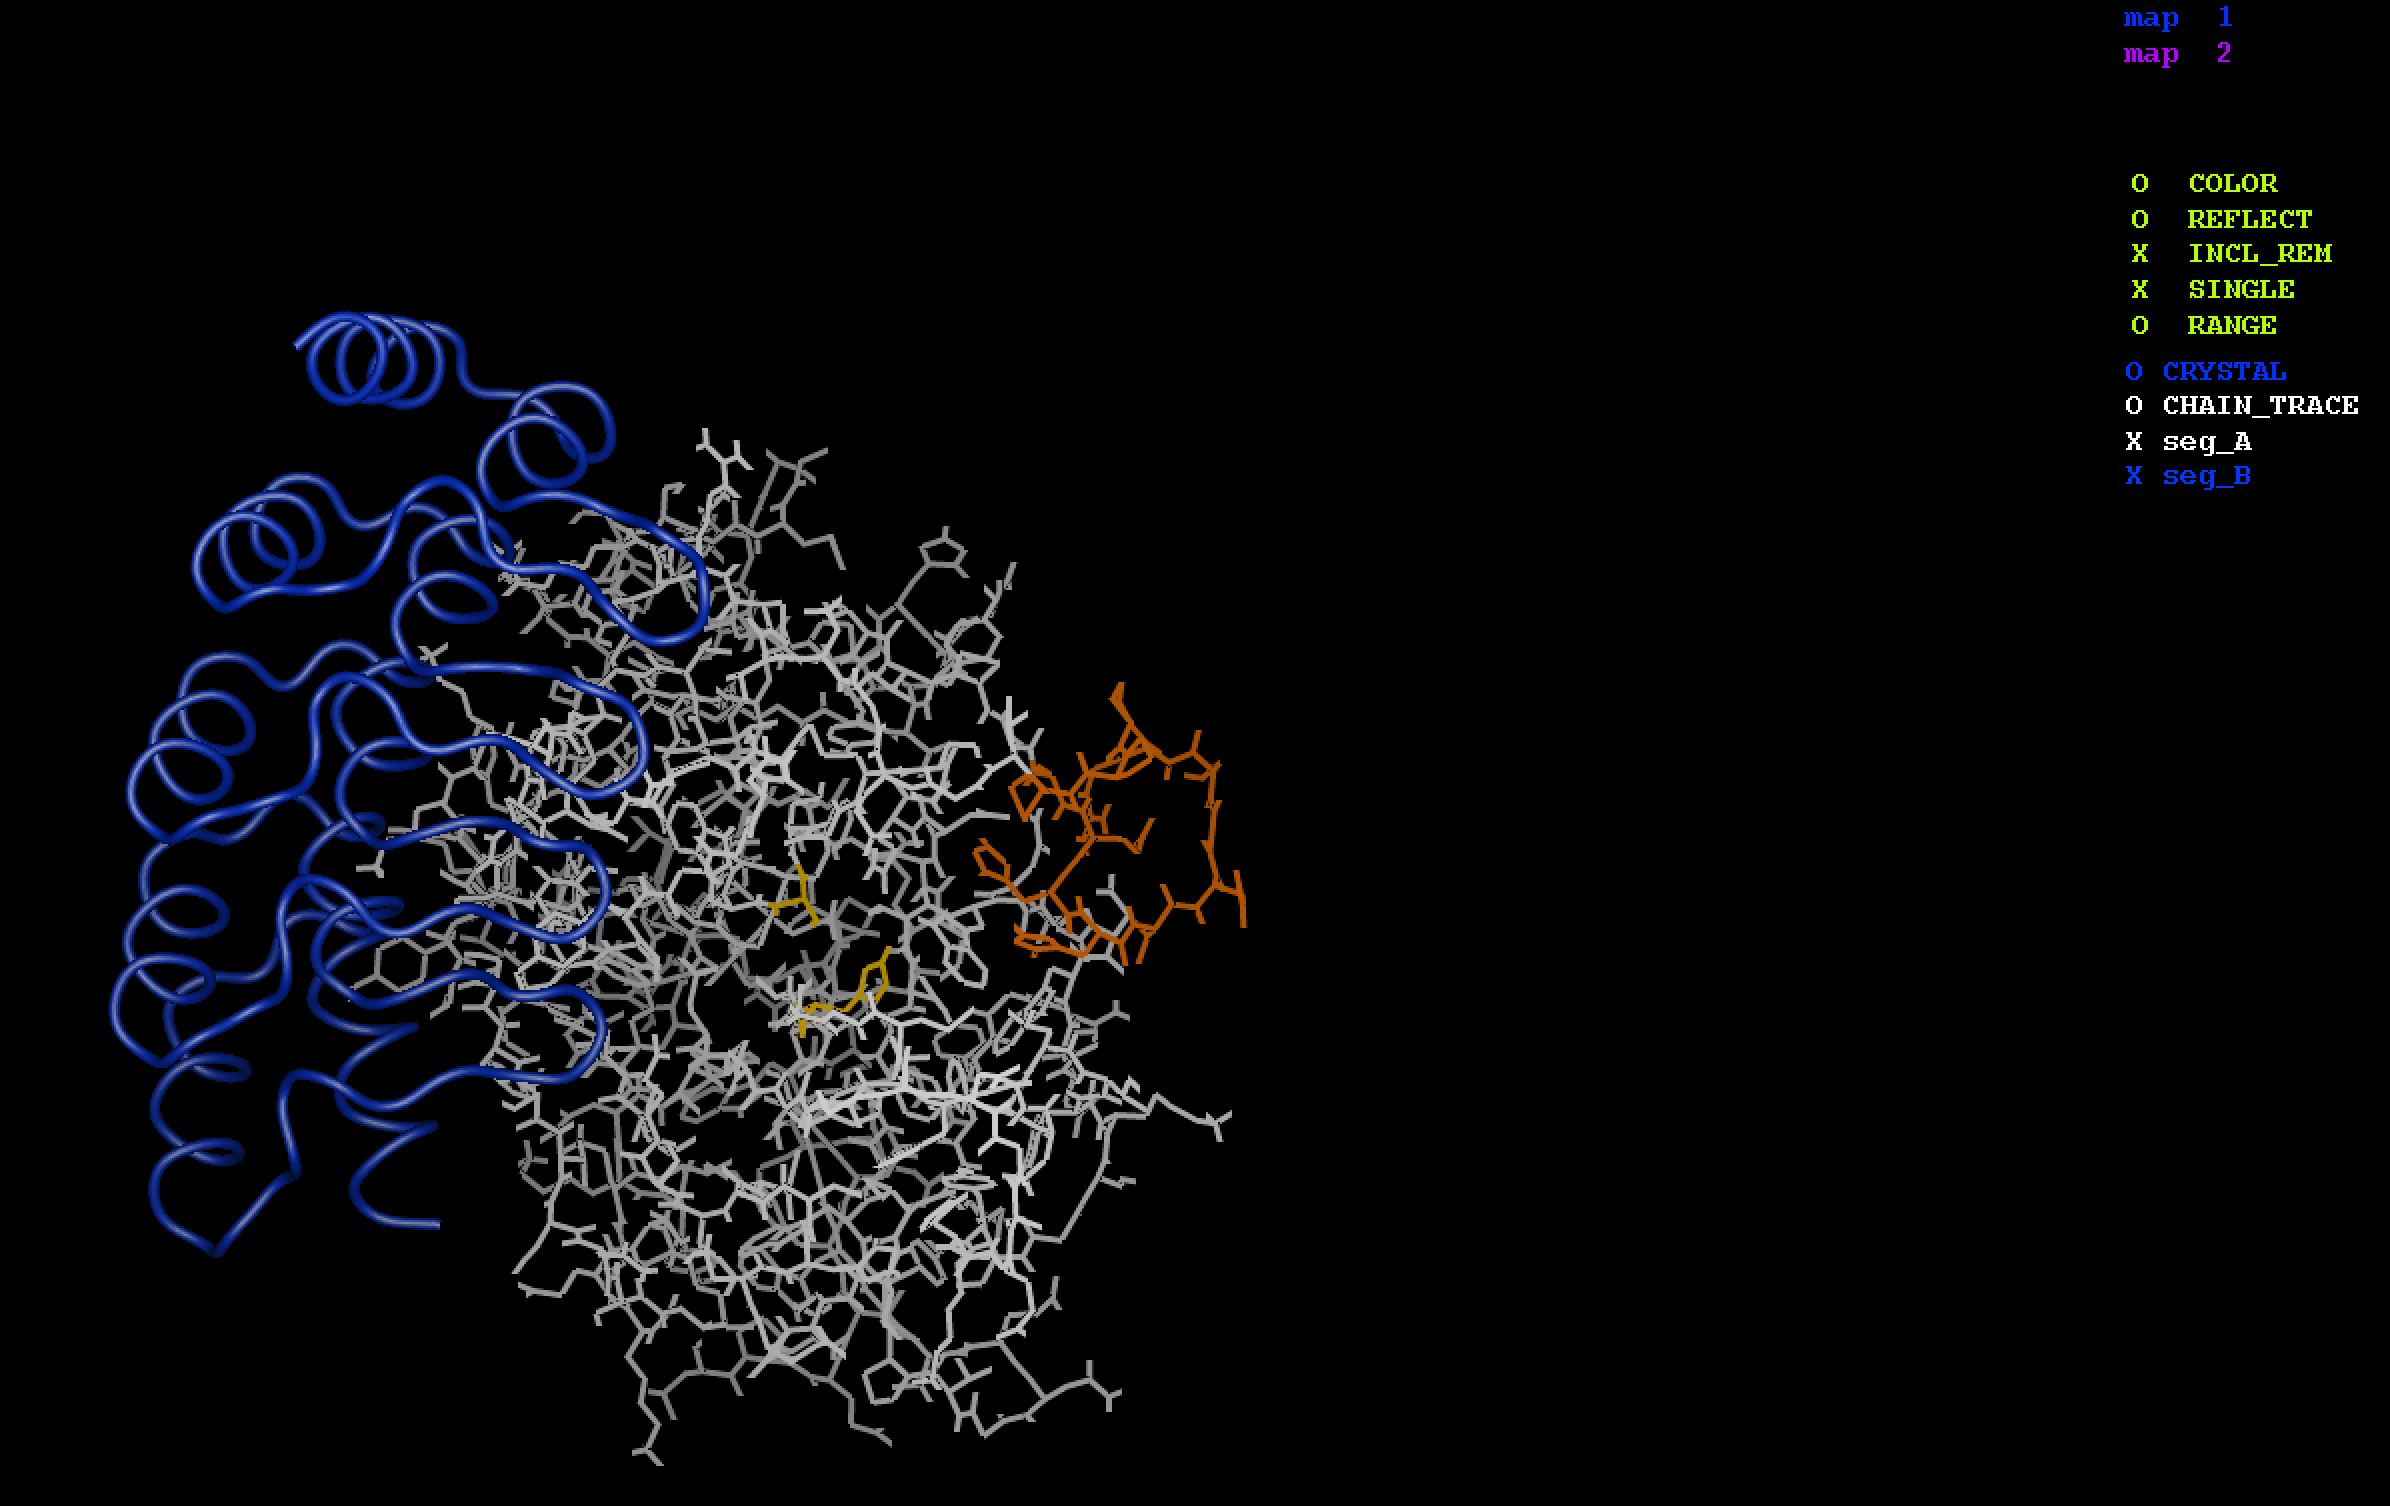 map 1
map 2
O COLOR
O REFLECT
X INCL_REM
X SINGLE
O RANGE
O CRYSTAL
O CHAIN_TRACE
X seg_A
X seg_B